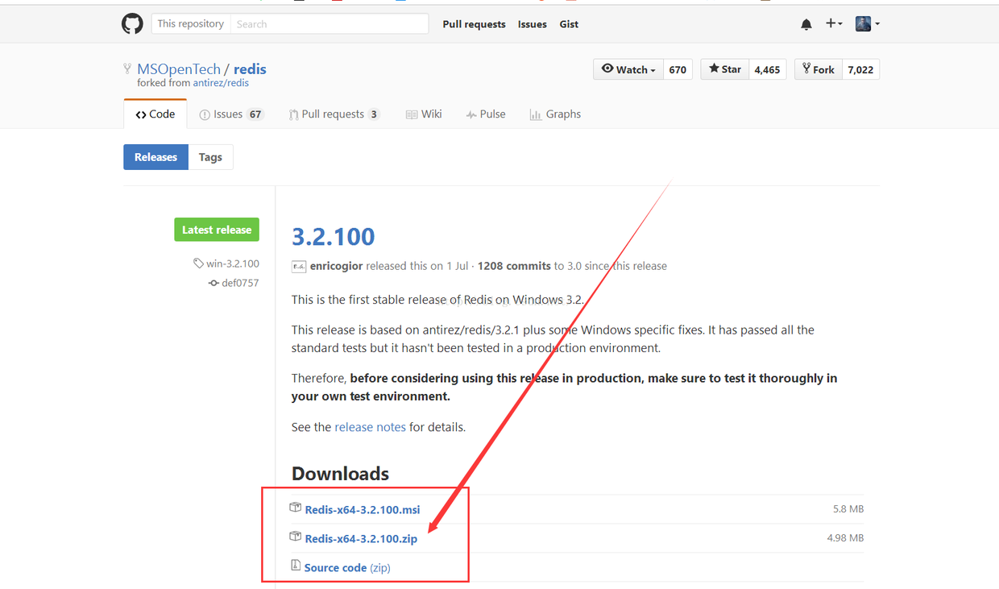 This repository Search Pull requests Issues Gist
MSOpenTech / redis Watch 670 Star 4,465 Fork 7,022
forked from antirez/redis
Code Issues 67 Pull requests 3 Wiki Pulse Graphs
Releases Tags
Latest release
win-3.2.100
def0757
3.2.100
enricogior released this on 1 Jul · 1208 commits to 3.0 since this release
This is the first stable release of Redis on Windows 3.2.
This release is based on antirez/redis/3.2.1 plus some Windows specific fixes. It has passed all the
standard tests but it hasn't been tested in a production environment.
Therefore, before considering using this release in production, make sure to test it thoroughly in
your own test environment.
See the release notes for details.
Downloads
Redis-x64-3.2.100.msi 5.8 MB
Redis-x64-3.2.100.zip 4.98 MB
Source code (zip)